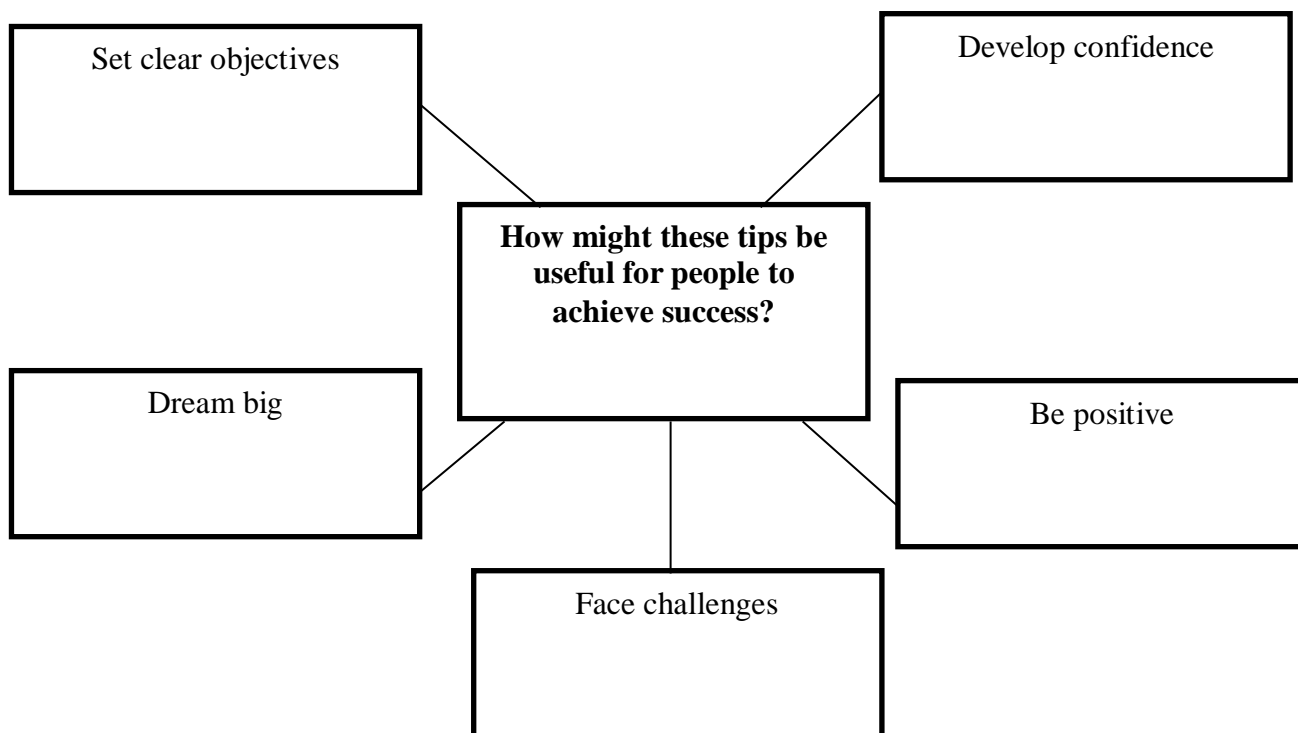 Set clear objectives
Develop confidence
How might these tips be
useful for people to
achieve success?
Dream big
Be positive
Face challenges